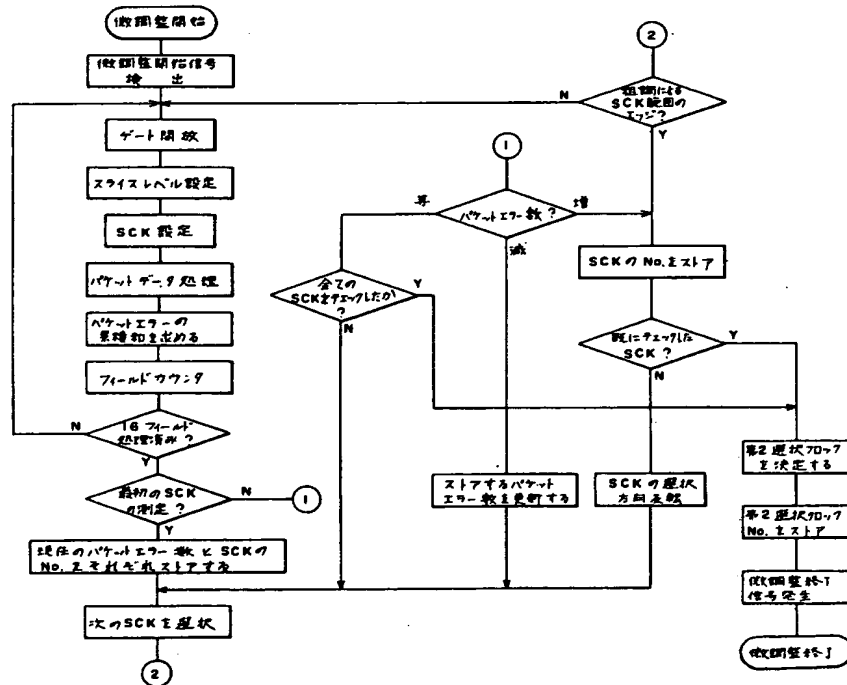 微調整開始
微調整開始信号
検出
ゲート開放
スライスレベル設定
SCK設定
パケットデータ処理
パケットエラーの
累積和を求める
フィールドカウンタ
16フィールド
処理済み?
N
Y
最初のSCK
の測定?
N
1
Y
現在のパケットエラー数とSCKの
No.をそれぞれストアする
次のSCKを選択
2
2
粗調による
SCK範囲の
エッジ?
N
Y
1
パケットエラー数?
等
増
減
全ての
SCKをチェックしたか
?
Y
N
SCKのNo.をストア
既にチェックした
SCK?
Y
N
ストアするパケット
エラー数を更新する
SCKの選択
方向反転
第2選択クロック
を決定する
第2選択クロック
No.をストア
微調整終了
信号発生
微調整終了